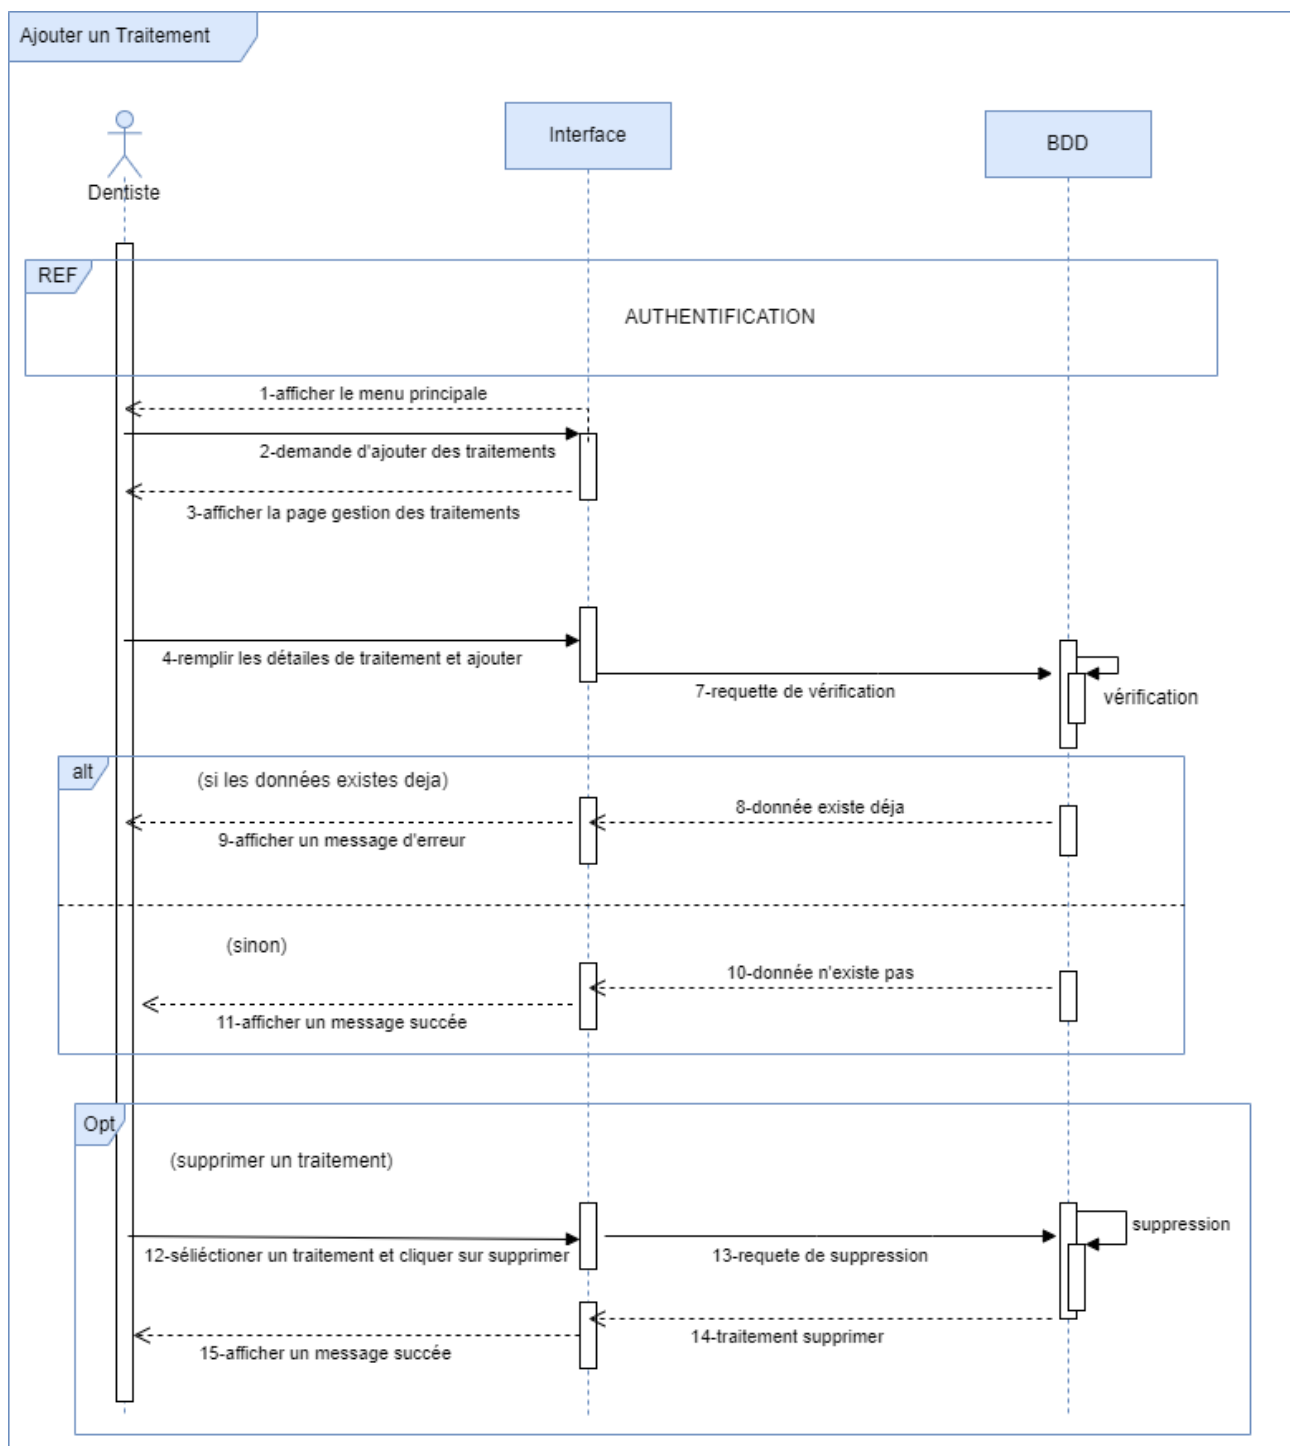 Ajouter un Traitement
Dentiste
Interface
BDD
REF
AUTHENTIFICATION
1-afficher le menu principale
2-demande d'ajouter des traitements
3-afficher la page gestion des traitements
4-remplir les détailes de traitement et ajouter
7-requette de vérification
vérification
alt
(si les données existes deja)
8-donnée existe déja
9-afficher un message d'erreur
(sinon)
10-donnée n'existe pas
11-afficher un message succée
Opt
(supprimer un traitement)
suppression
12-séliéctioner un traitement et cliquer sur supprimer
13-requete de suppression
14-traitement supprimer
15-afficher un message succée